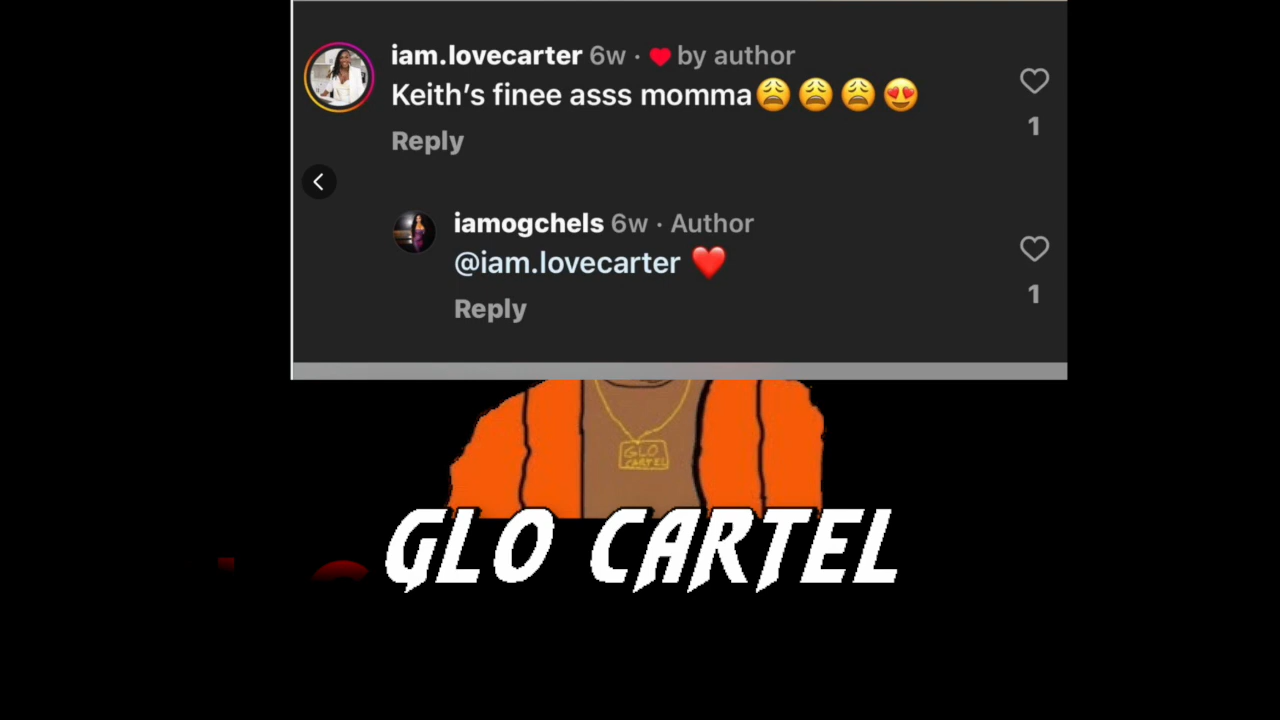 iam.lovecarter 6w · ❤️ by author
Keith's finee asss momma😩😩😩😍
1
Reply
iamogchels 6w · Author
@iam.lovecarter ❤️
1
Reply
GLO
CARTEL
GLO CARTEL